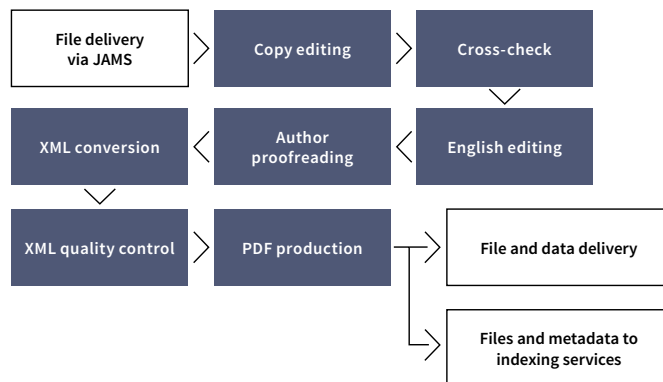 File delivery
via JAMS
Copy editing
Cross-check
English editing
Author
proofreading
XML conversion
XML quality control
PDF production
File and data delivery
Files and metadata to
indexing services